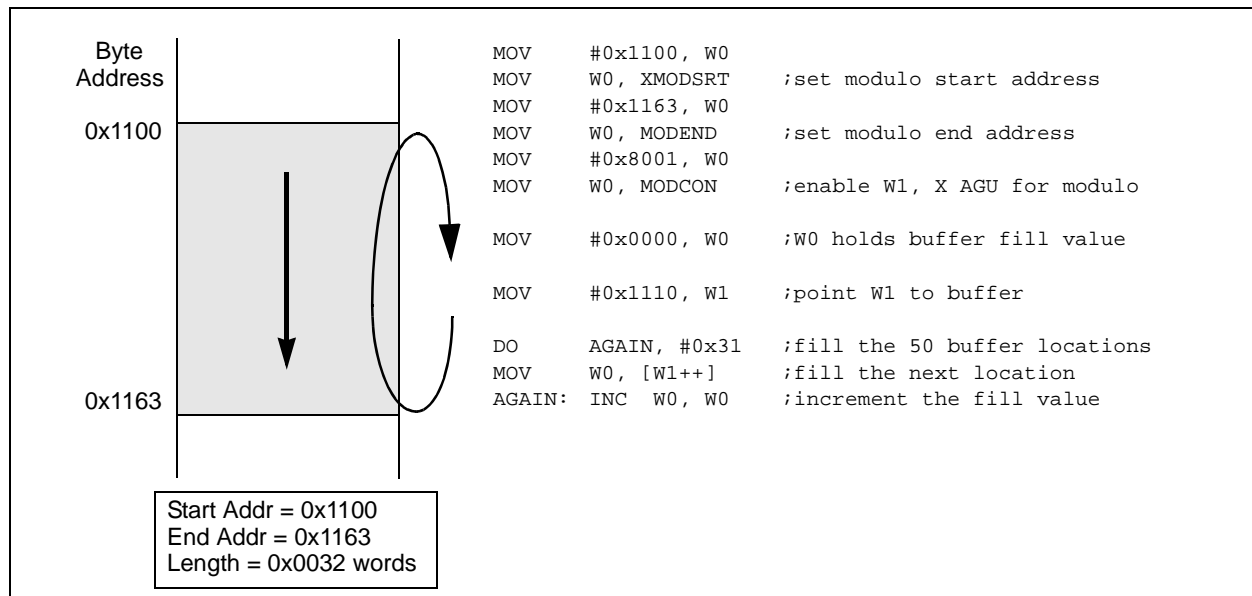 Byte
Address
0x1100
0x1163
MOV #0x1100, W0
MOV W0, XMODSRT ;set modulo start address
MOV #0x1163, W0
MOV W0, MODEND ;set modulo end address
MOV #0x8001, W0
MOV W0, MODCON ;enable W1, X AGU for modulo
MOV #0x0000, W0 ;W0 holds buffer fill value
MOV #0x1110, W1 ;point W1 to buffer
DO AGAIN, #0x31 ;fill the 50 buffer locations
MOV W0, [W1++] ;fill the next location
AGAIN: INC W0, W0 ;increment the fill value
Start Addr = 0x1100
End Addr = 0x1163
Length = 0x0032 words